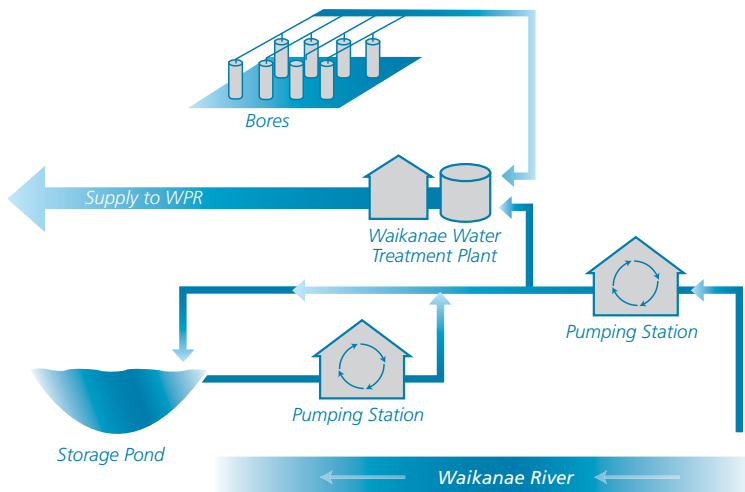 Bores
Supply to WPR
Waikanae Water
Treatment Plant
Pumping Station
Pumping Station
Storage Pond
Waikanae River